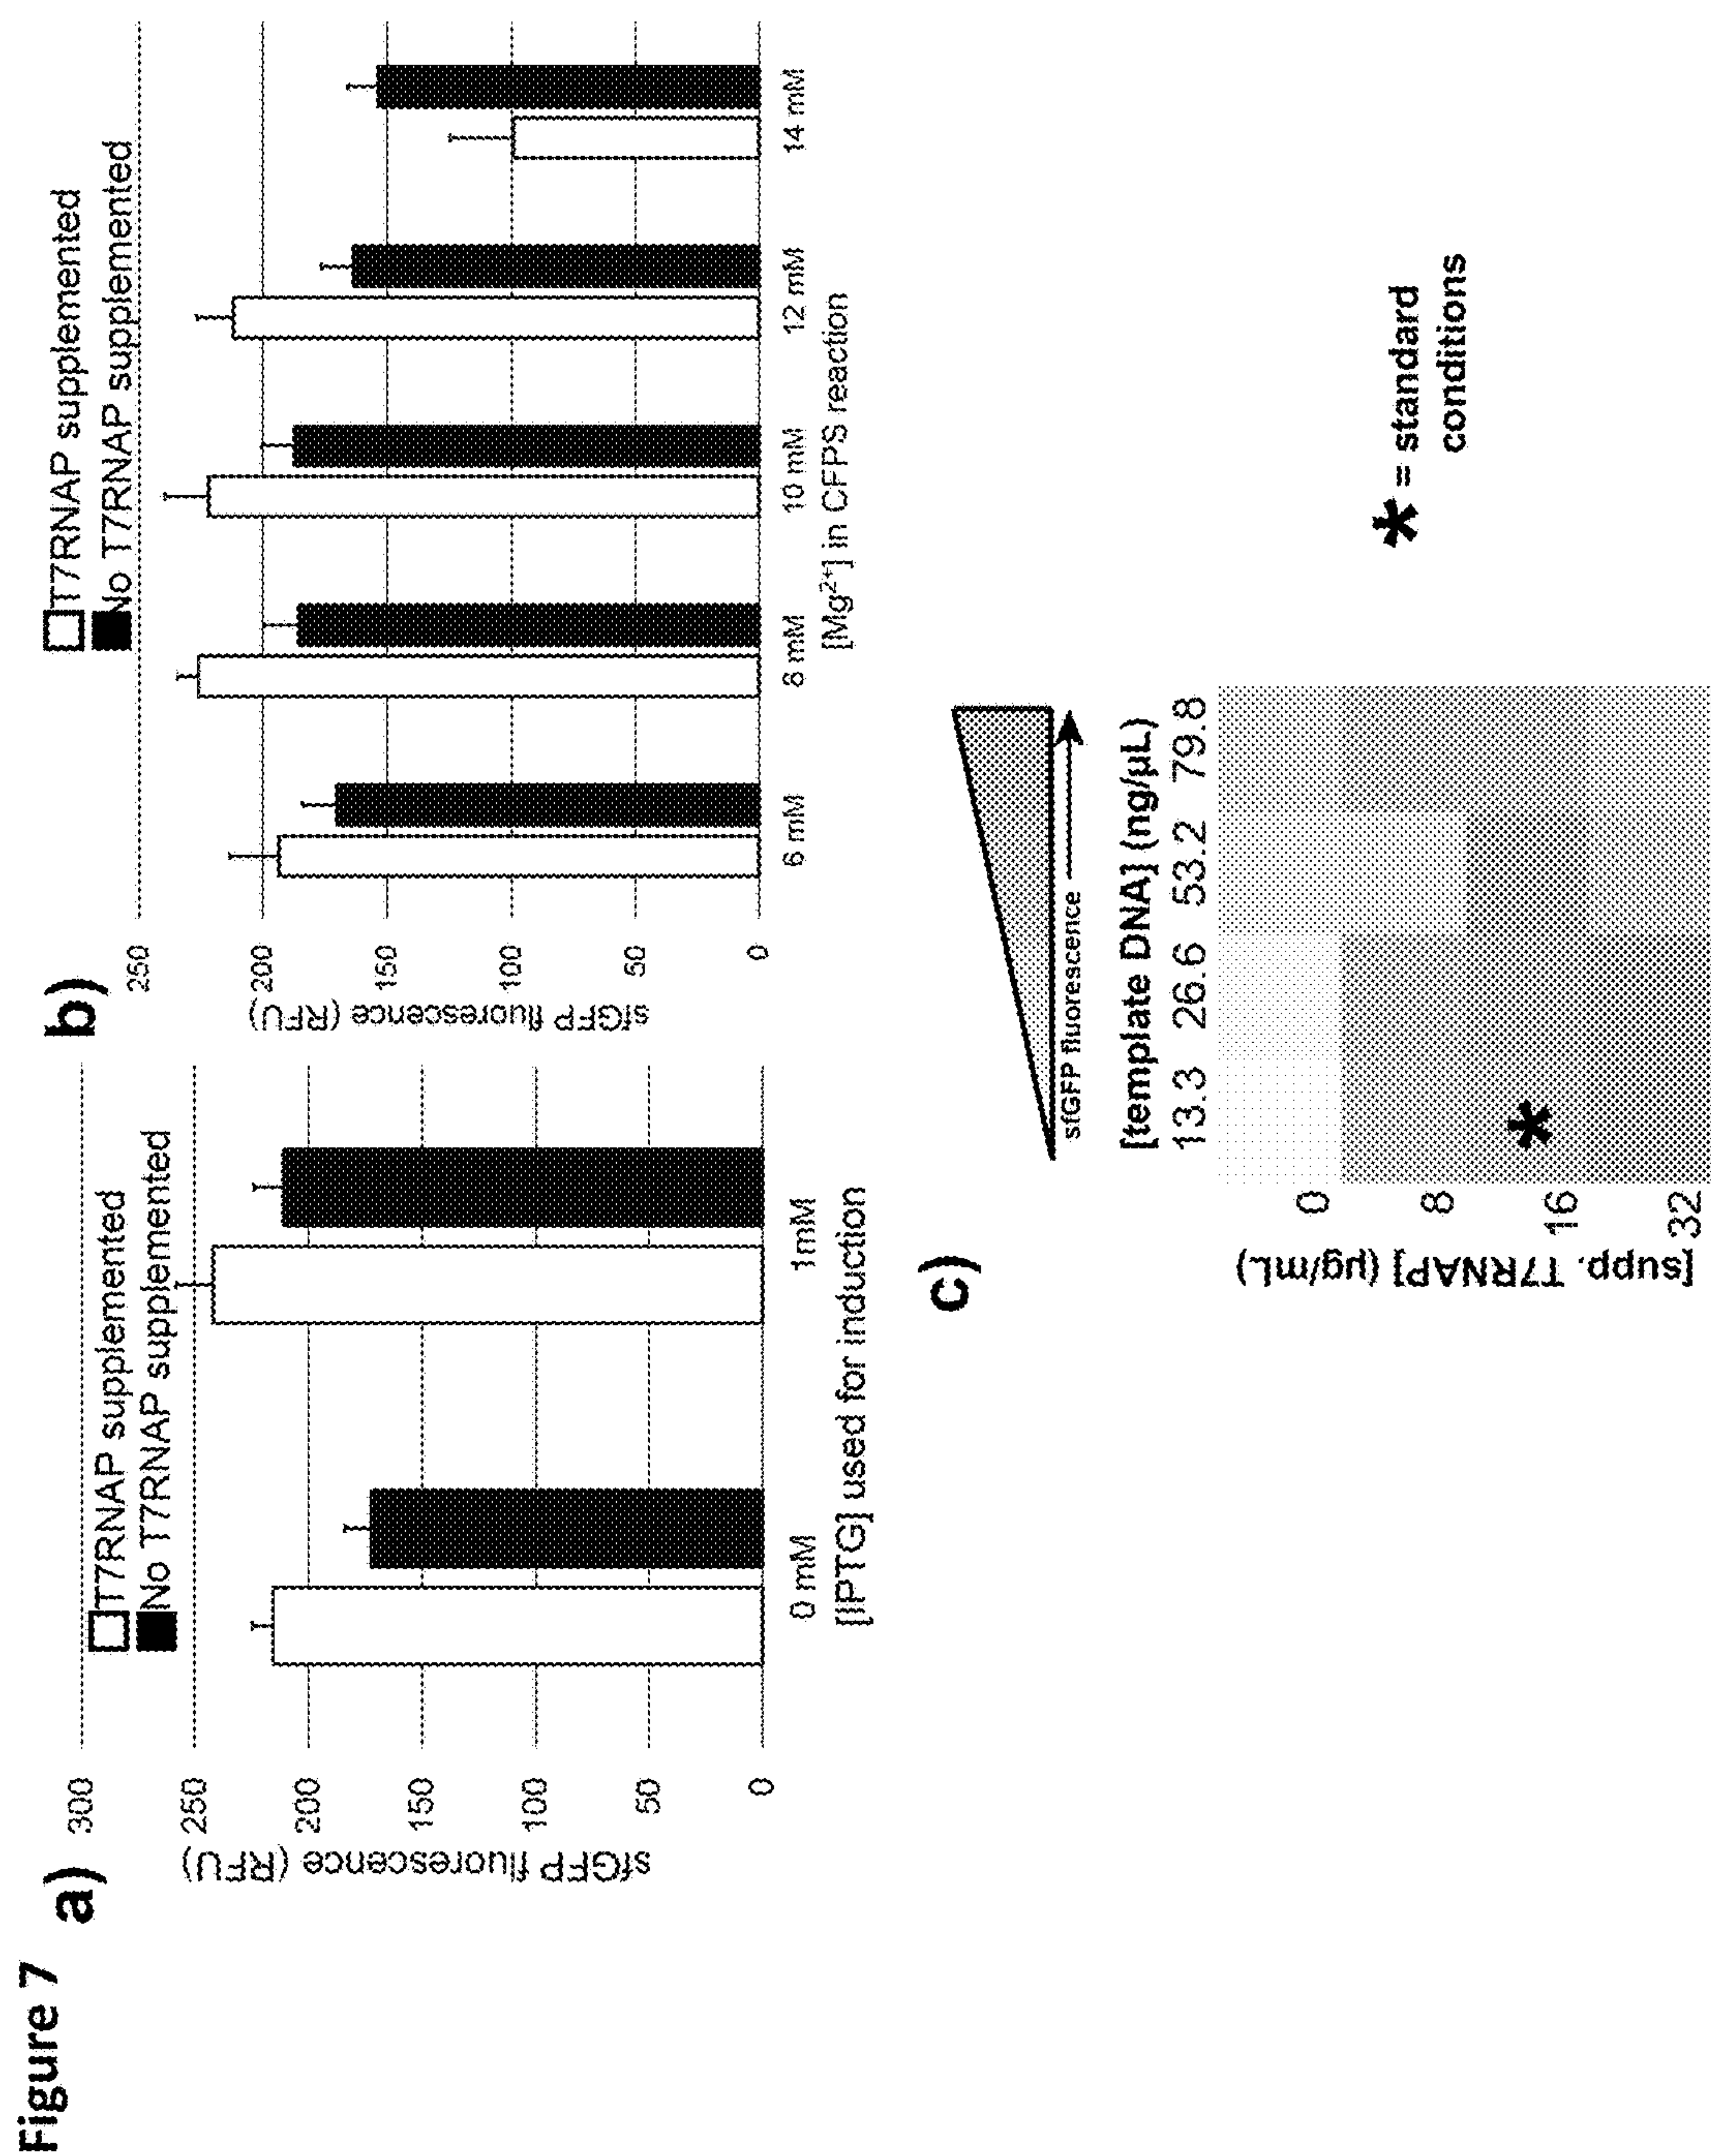 Figure 7
a)
T7RNAP supplemented
No T7RNAP supplemented
300
250
200
150
100
50
0
sfGFP fluorescence (RFU)
0 mM
1mM
[IPTG] used for induction
b)
T7RNAP supplemented
No T7RNAP supplemented
250
200
150
100
50
0
sfGFP fluorescence (RFU)
6 mM
8 mM
10 mM
12 mM
14 mM
[Mg²⁺] in CFPS reaction
c)
sfGFP fluorescence
[template DNA] (ng/µL)
13.3 26.6 53.2 79.8
0
8
16
32
[supp. T7RNAP] (µg/mL)
*
* = standard
conditions